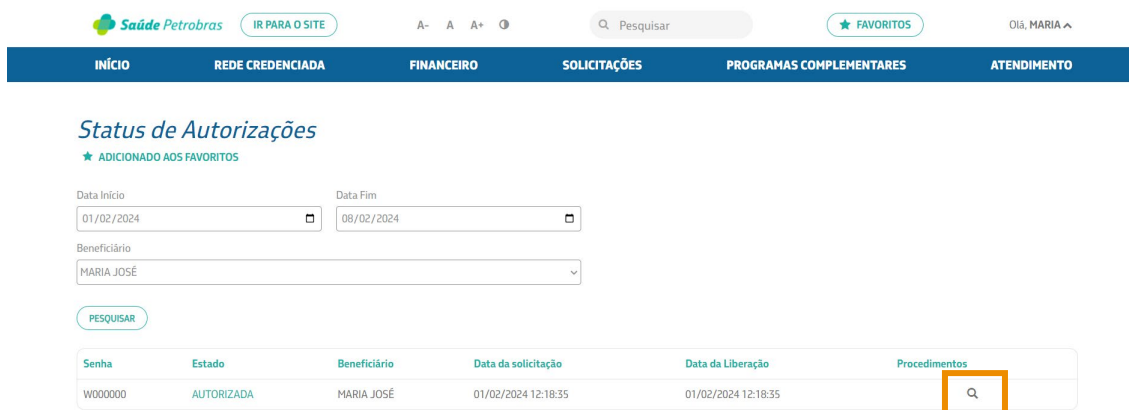 Saúde Petrobras IR PARA O SITE A- A A+ Pesquisar FAVORITOS Olá, MARIA
INÍCIO REDE CREDENCIADA FINANCEIRO SOLICITAÇÕES PROGRAMAS COMPLEMENTARES ATENDIMENTO
Status de Autorizações
ADICIONADO AOS FAVORITOS
Data Início Data Fim
01/02/2024 08/02/2024
Beneficiário
MARIA JOSÉ
PESQUISAR
Senha Estado Beneficiário Data da solicitação Data da Liberação Procedimentos
W000000 AUTORIZADA MARIA JOSÉ 01/02/2024 12:18:35 01/02/2024 12:18:35